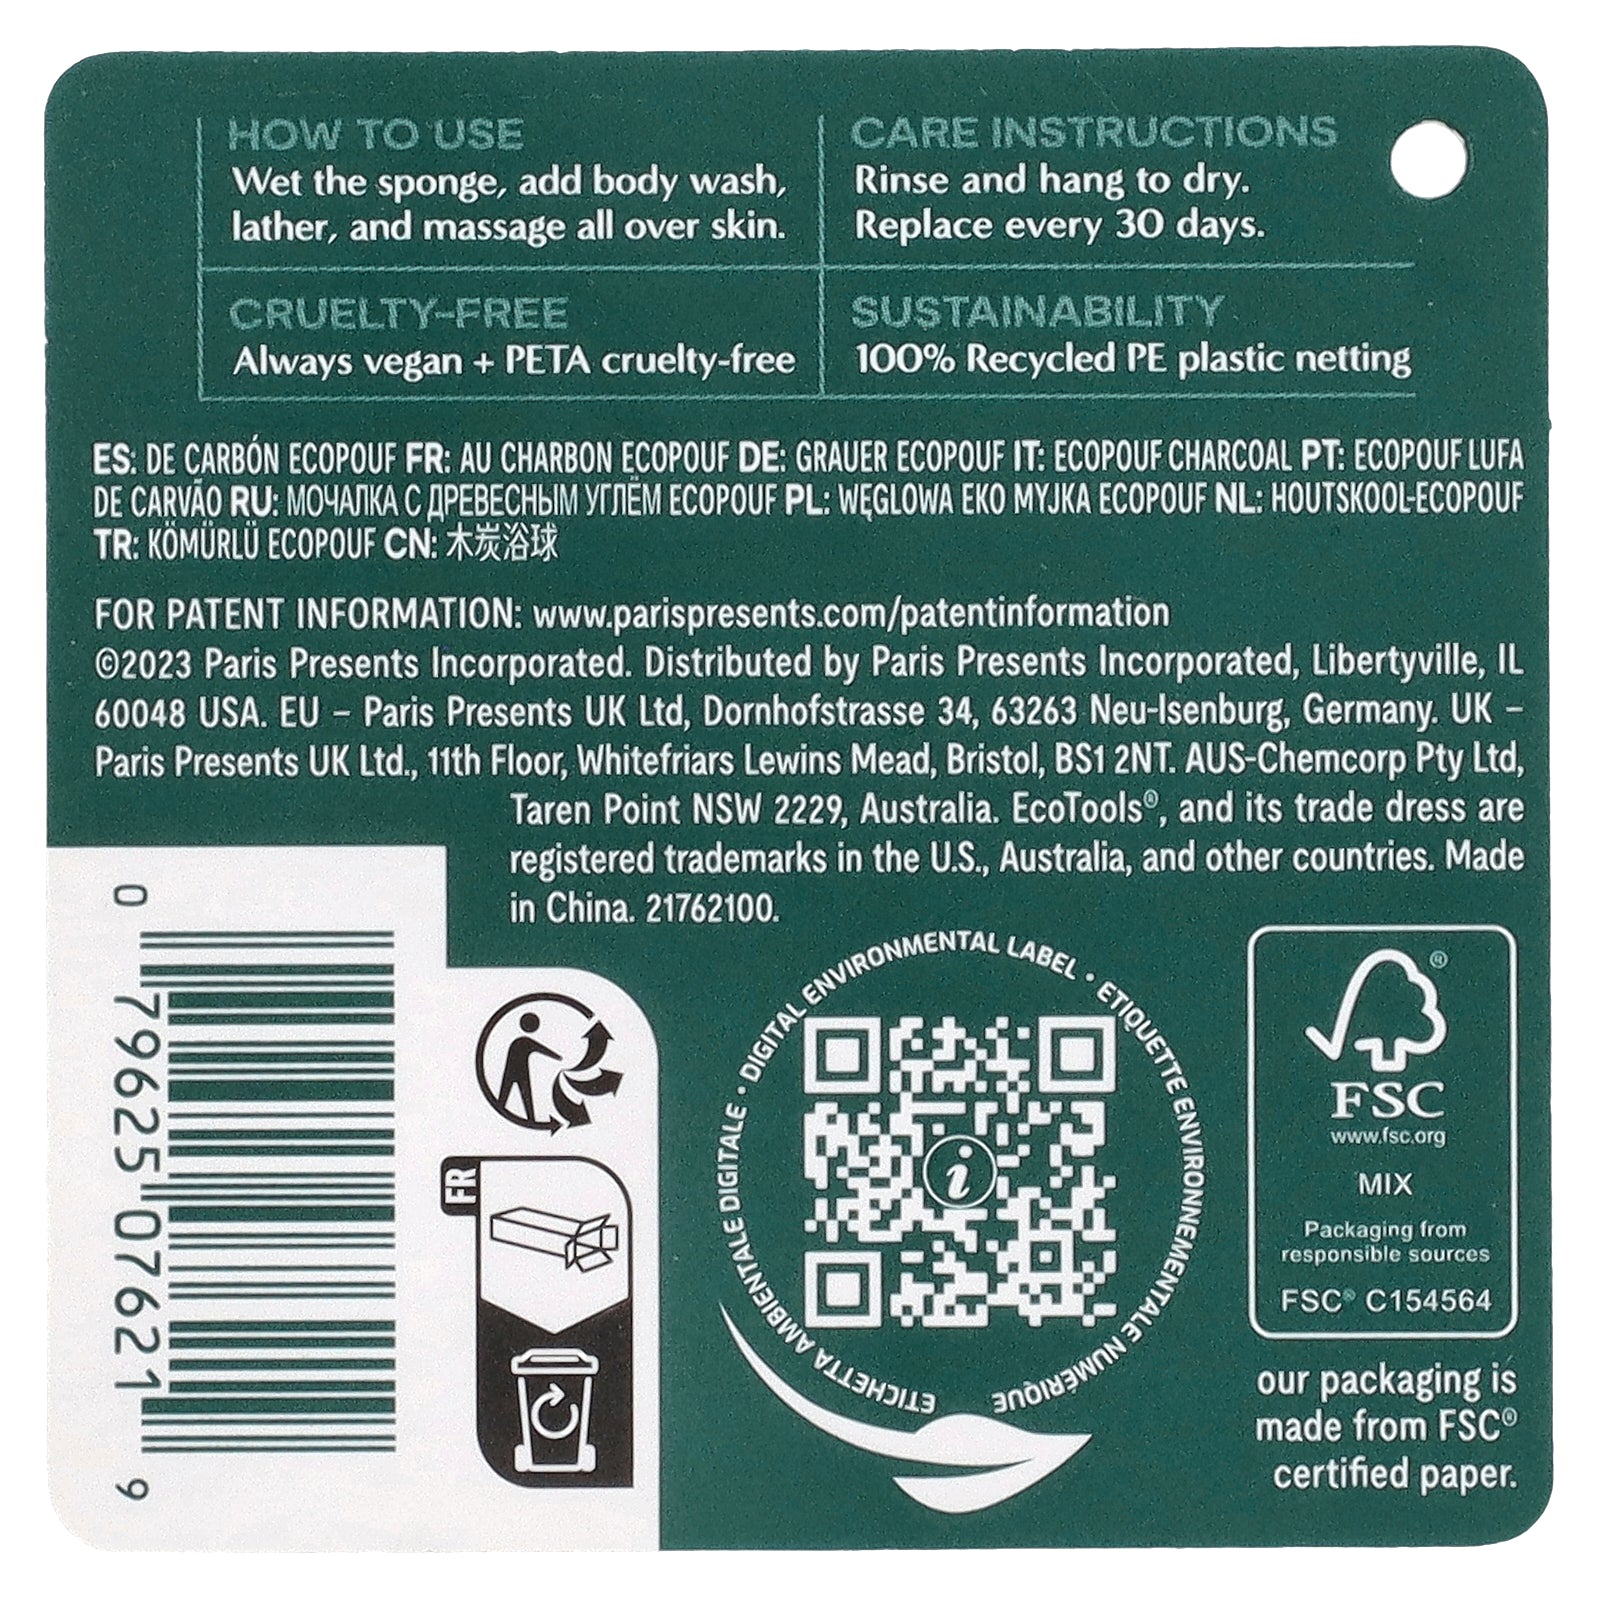 HOW TO USE
Wet the sponge, add body wash,
lather, and massage all over skin.
CARE INSTRUCTIONS
Rinse and hang to dry.
Replace every 30 days.
CRUELTY-FREE
Always vegan + PETA cruelty-free
SUSTAINABILITY
100% Recycled PE plastic netting
ES: DE CARBÓN ECOPOUF FR: AU CHARBON ECOPOUF DE: GRAUER ECOPOUF IT: ECOPOUF CHARCOAL PT: ECOPOUF LUFA
DE CARVÃO RU: МОЧАЛКА С ДРЕВЕСНЫМ УГЛЁМ ECOPOUF PL: WĘGLOWA EKO MYJKA ECOPOUF NL: HOUTSKOOL-ECOPOUF
TR: KÖMÜRLÜ ECOPOUF CN: 木炭浴球
FOR PATENT INFORMATION: www.parispresents.com/patentinformation
©2023 Paris Presents Incorporated. Distributed by Paris Presents Incorporated, Libertyville, IL
60048 USA. EU – Paris Presents UK Ltd, Dornhofstrasse 34, 63263 Neu-Isenburg, Germany. UK –
Paris Presents UK Ltd., 11th Floor, Whitefriars Lewins Mead, Bristol, BS1 2NT. AUS-Chemcorp Pty Ltd,
Taren Point NSW 2229, Australia. EcoTools®, and its trade dress are
registered trademarks in the U.S., Australia, and other countries. Made
in China. 21762100.
0 79625 07621 9
FR
DIGITAL ENVIRONMENTAL LABEL • ETIQUETTE ENVIRONNEMENTALE NUMÉRIQUE
ETICHETTA AMBIENTALE DIGITALE •
i
®
FSC
www.fsc.org
MIX
Packaging from
responsible sources
FSC® C154564
our packaging is
made from FSC®
certified paper.